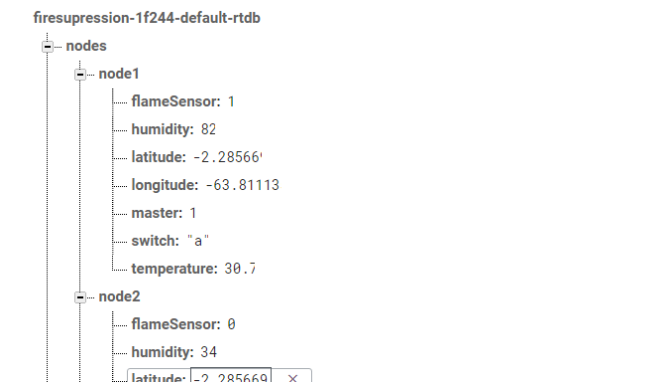 firesupression-1f244-default-rtdb
nodes
node1
flameSensor: 1
humidity: 82
latitude: -2.28566
longitude: -63.81113
master: 1
switch: "a"
temperature: 30.7
node2
flameSensor: 0
humidity: 34
latitude: -2.285669